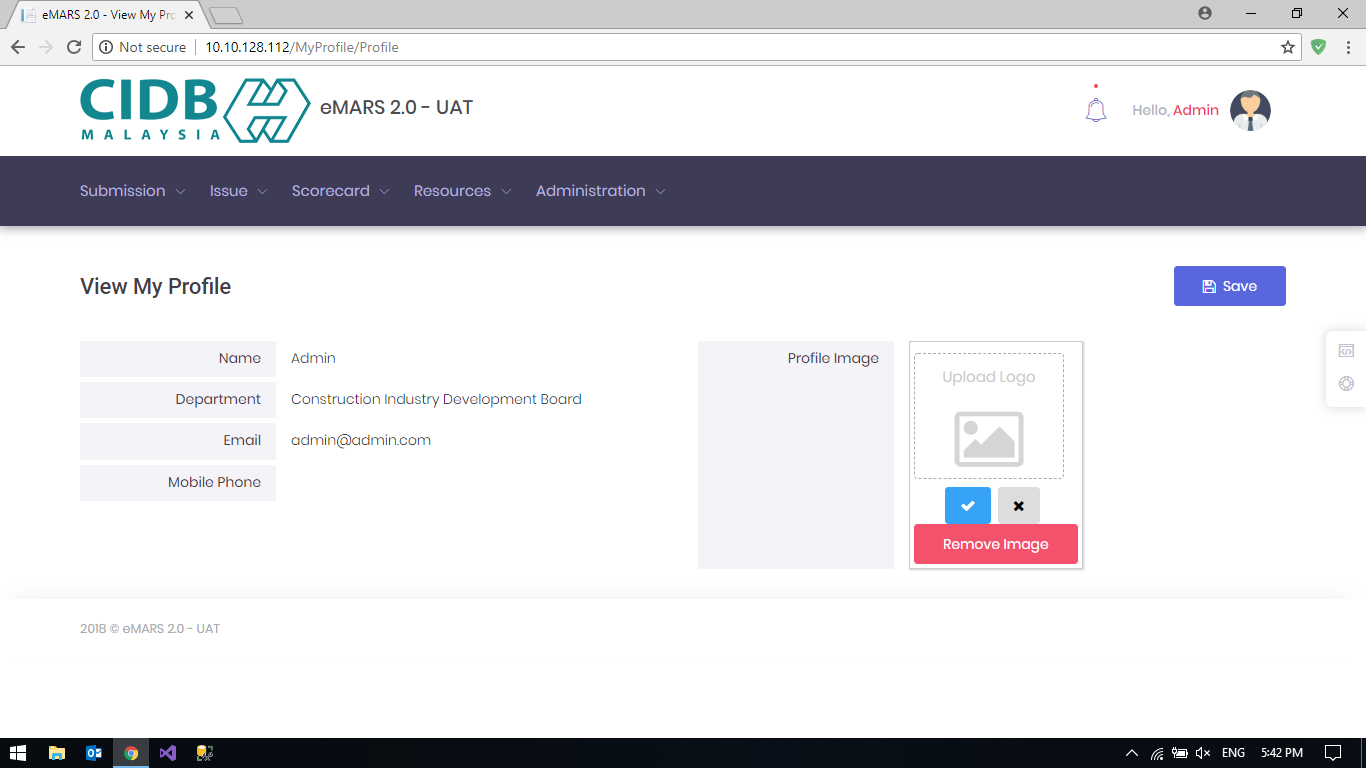 eMARS 2.0 - View My Pro
Not secure 10.10.128.112/MyProfile/Profile
CIDB
MALAYSIA
eMARS 2.0 - UAT
Hello, Admin
Submission Issue Scorecard Resources Administration
View My Profile
Save
Name Admin
Department Construction Industry Development Board
Email admin@admin.com
Mobile Phone
Profile Image
Upload Logo
Remove Image
2018 © eMARS 2.0 - UAT
ENG 5:42 PM